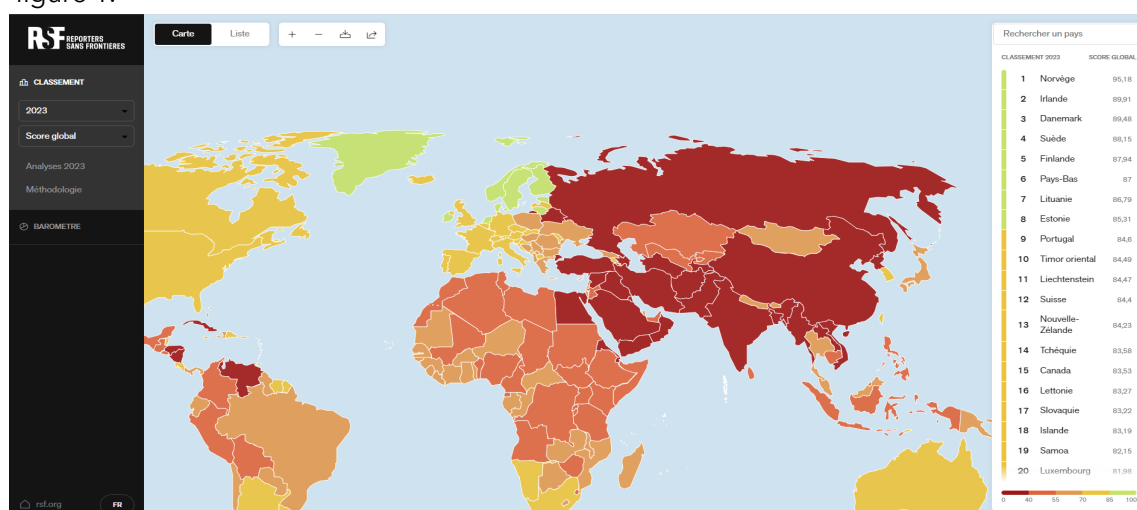 figure 1.
RSF REPORTERS
SANS FRONTIERES
Carte Liste + −
CLASSEMENT
2023
Score global
Analyses 2023
Méthodologie
BAROMETRE
rsf.org FR
Rechercher un pays
CLASSEMENT 2023 SCORE GLOBAL
1 Norvège 95,18
2 Irlande 89,91
3 Danemark 89,48
4 Suède 88,15
5 Finlande 87,94
6 Pays-Bas 87
7 Lituanie 86,79
8 Estonie 85,31
9 Portugal 84,6
10 Timor oriental 84,49
11 Liechtenstein 84,47
12 Suisse 84,4
13 Nouvelle-
Zélande 84,23
14 Tchéquie 83,58
15 Canada 83,53
16 Lettonie 83,27
17 Slovaquie 83,22
18 Islande 83,19
19 Samoa 82,15
20 Luxembourg 81,98
0 40 55 70 85 100